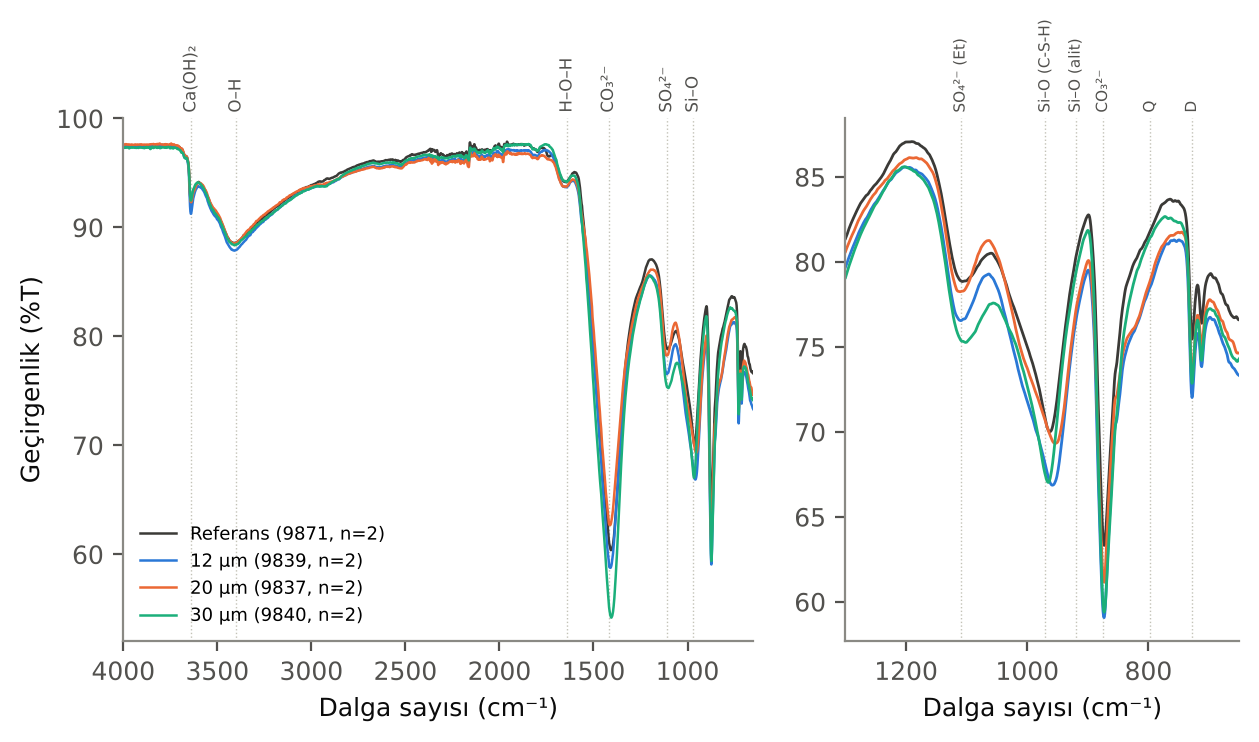 Ca(OH)₂
O–H
H–O–H
CO₃²⁻
SO₄²⁻
Si–O
100
90
80
70
60
Geçirgenlik (%T)
Referans (9871, n=2)
12 µm (9839, n=2)
20 µm (9837, n=2)
30 µm (9840, n=2)
4000 3500 3000 2500 2000 1500 1000
Dalga sayısı (cm⁻¹)
SO₄²⁻ (Et)
Si–O (C-S-H)
Si–O (alit)
CO₃²⁻
Q
D
85
80
75
70
65
60
1200 1000 800
Dalga sayısı (cm⁻¹)